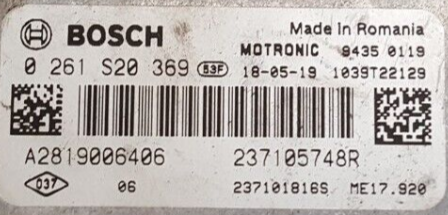 BOSCH Made in Romania
MOTRONIC 9435 0119
0 261 S20 369 53F 18-05-19 1039T22129
A2819006406 237105748R
037 06 237101816S ME17.920